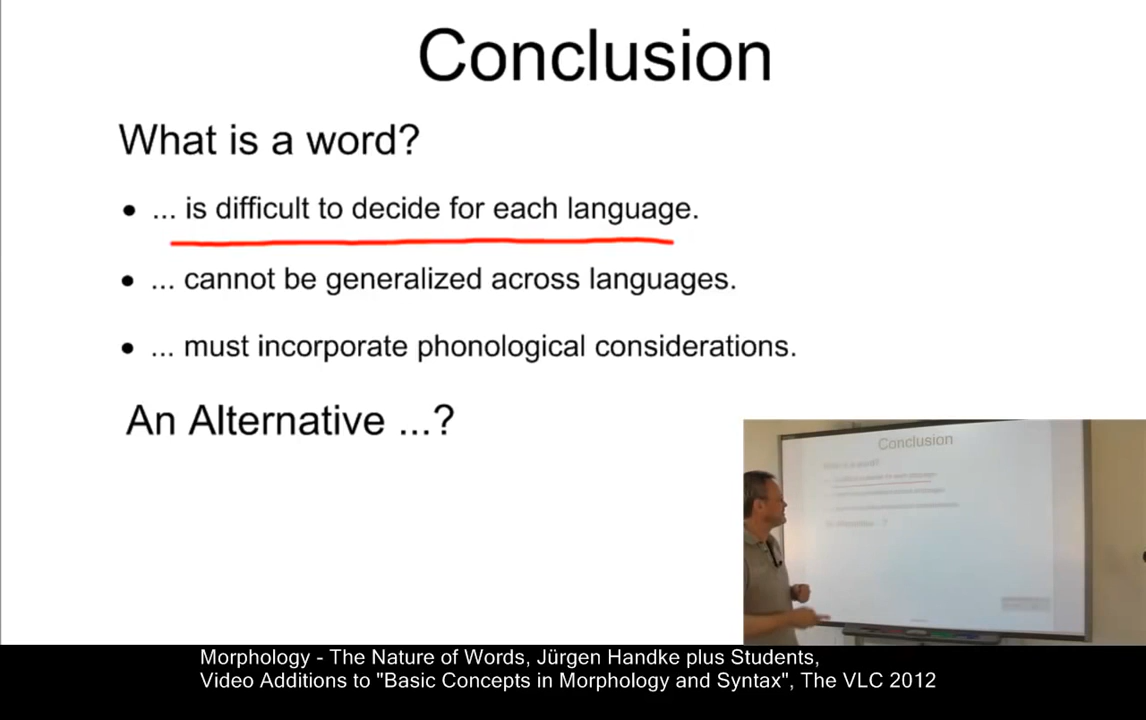 Conclusion
What is a word?
• ... is difficult to decide for each language.
• ... cannot be generalized across languages.
• ... must incorporate phonological considerations.
An Alternative ...?
Conclusion
Morphology - The Nature of Words, Jürgen Handke plus Students,
Video Additions to "Basic Concepts in Morphology and Syntax", The VLC 2012